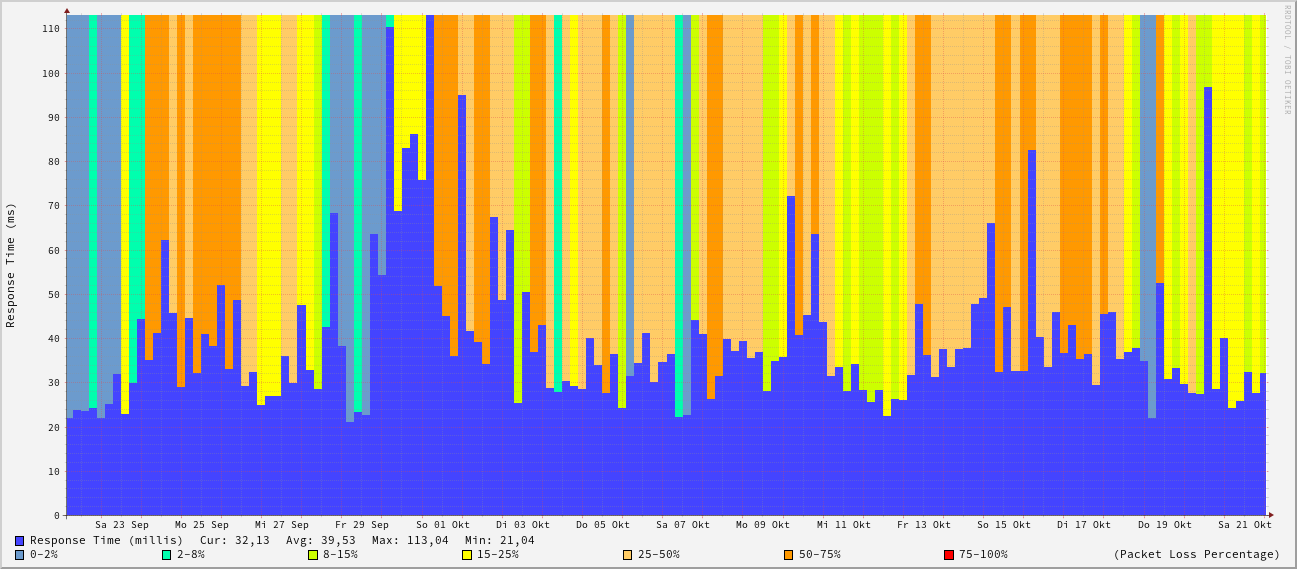 RRDTOOL / TOBI OETIKER
Response Time (ms)
110
100
90
80
70
60
50
40
30
20
10
0
Sa 23 Sep Mo 25 Sep Mi 27 Sep Fr 29 Sep So 01 Okt Di 03 Okt Do 05 Okt Sa 07 Okt Mo 09 Okt Mi 11 Okt Fr 13 Okt So 15 Okt Di 17 Okt Do 19 Okt Sa 21 Okt
Response Time (millis) Cur: 32,13 Avg: 39,53 Max: 113,04 Min: 21,04
0-2% 2-8% 8-15% 15-25% 25-50% 50-75% 75-100% (Packet Loss Percentage)